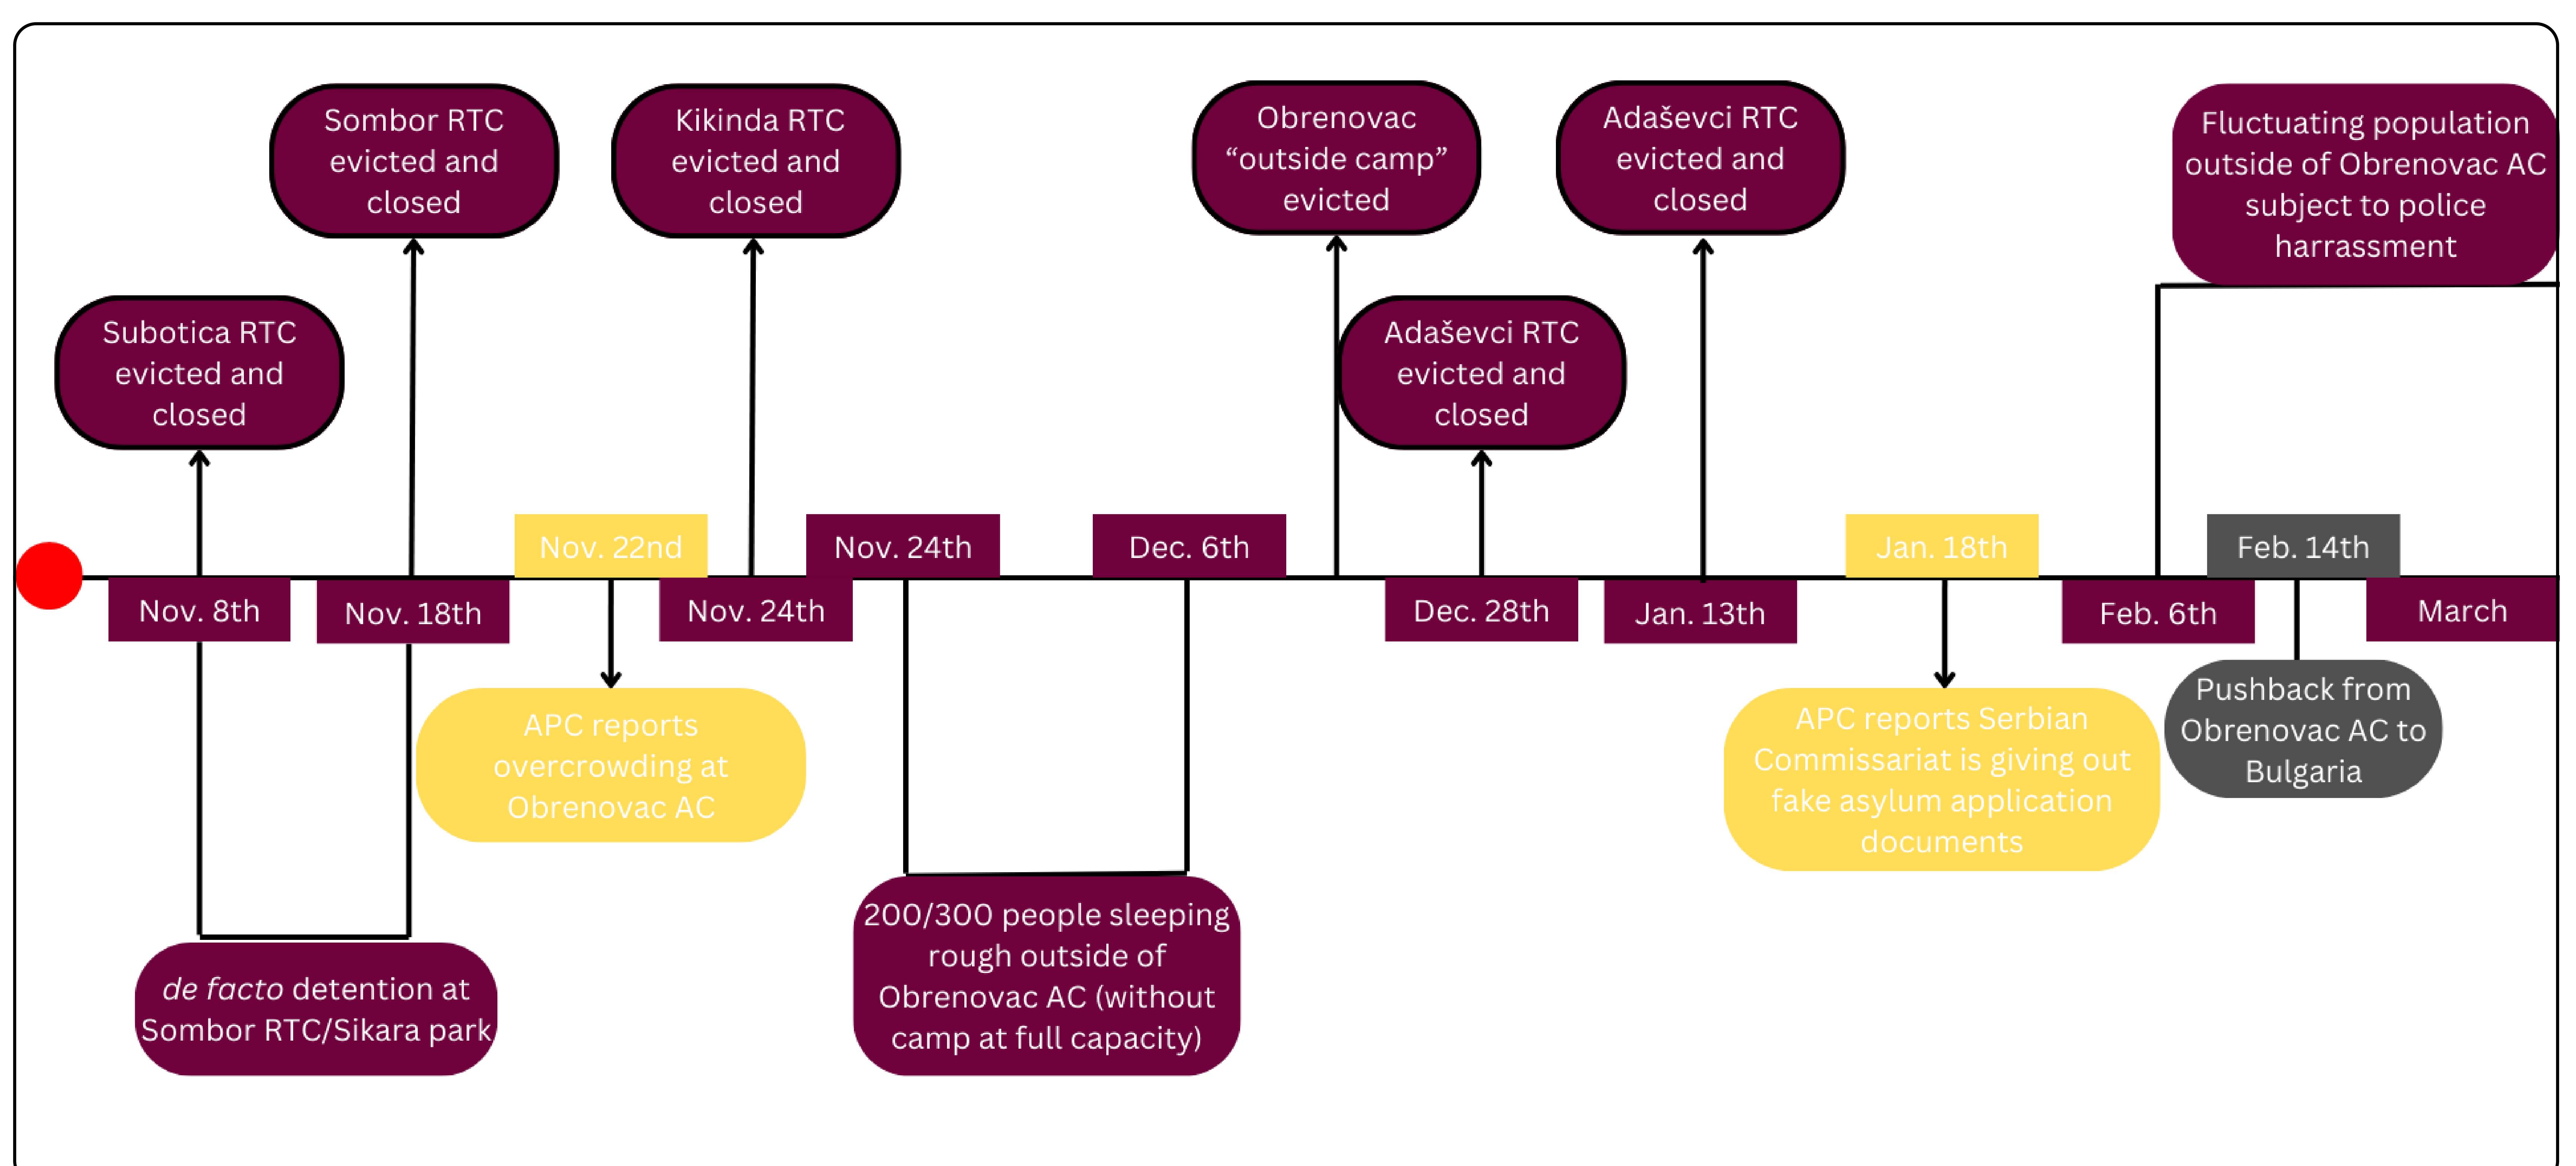 Subotica RTC
evicted and
closed
Sombor RTC
evicted and
closed
Kikinda RTC
evicted and
closed
Obrenovac
“outside camp”
evicted
Adaševci RTC
evicted and
closed
Adaševci RTC
evicted and
closed
Fluctuating population
outside of Obrenovac AC
subject to police
harrassment
Nov. 8th
Nov. 18th
Nov. 22nd
Nov. 24th
Nov. 24th
Dec. 6th
Dec. 28th
Jan. 13th
Jan. 18th
Feb. 6th
Feb. 14th
March
de facto detention at
Sombor RTC/Sikara park
APC reports
overcrowding at
Obrenovac AC
200/300 people sleeping
rough outside of
Obrenovac AC (without
camp at full capacity)
APC reports Serbian
Commissariat is giving out
fake asylum application
documents
Pushback from
Obrenovac AC to
Bulgaria